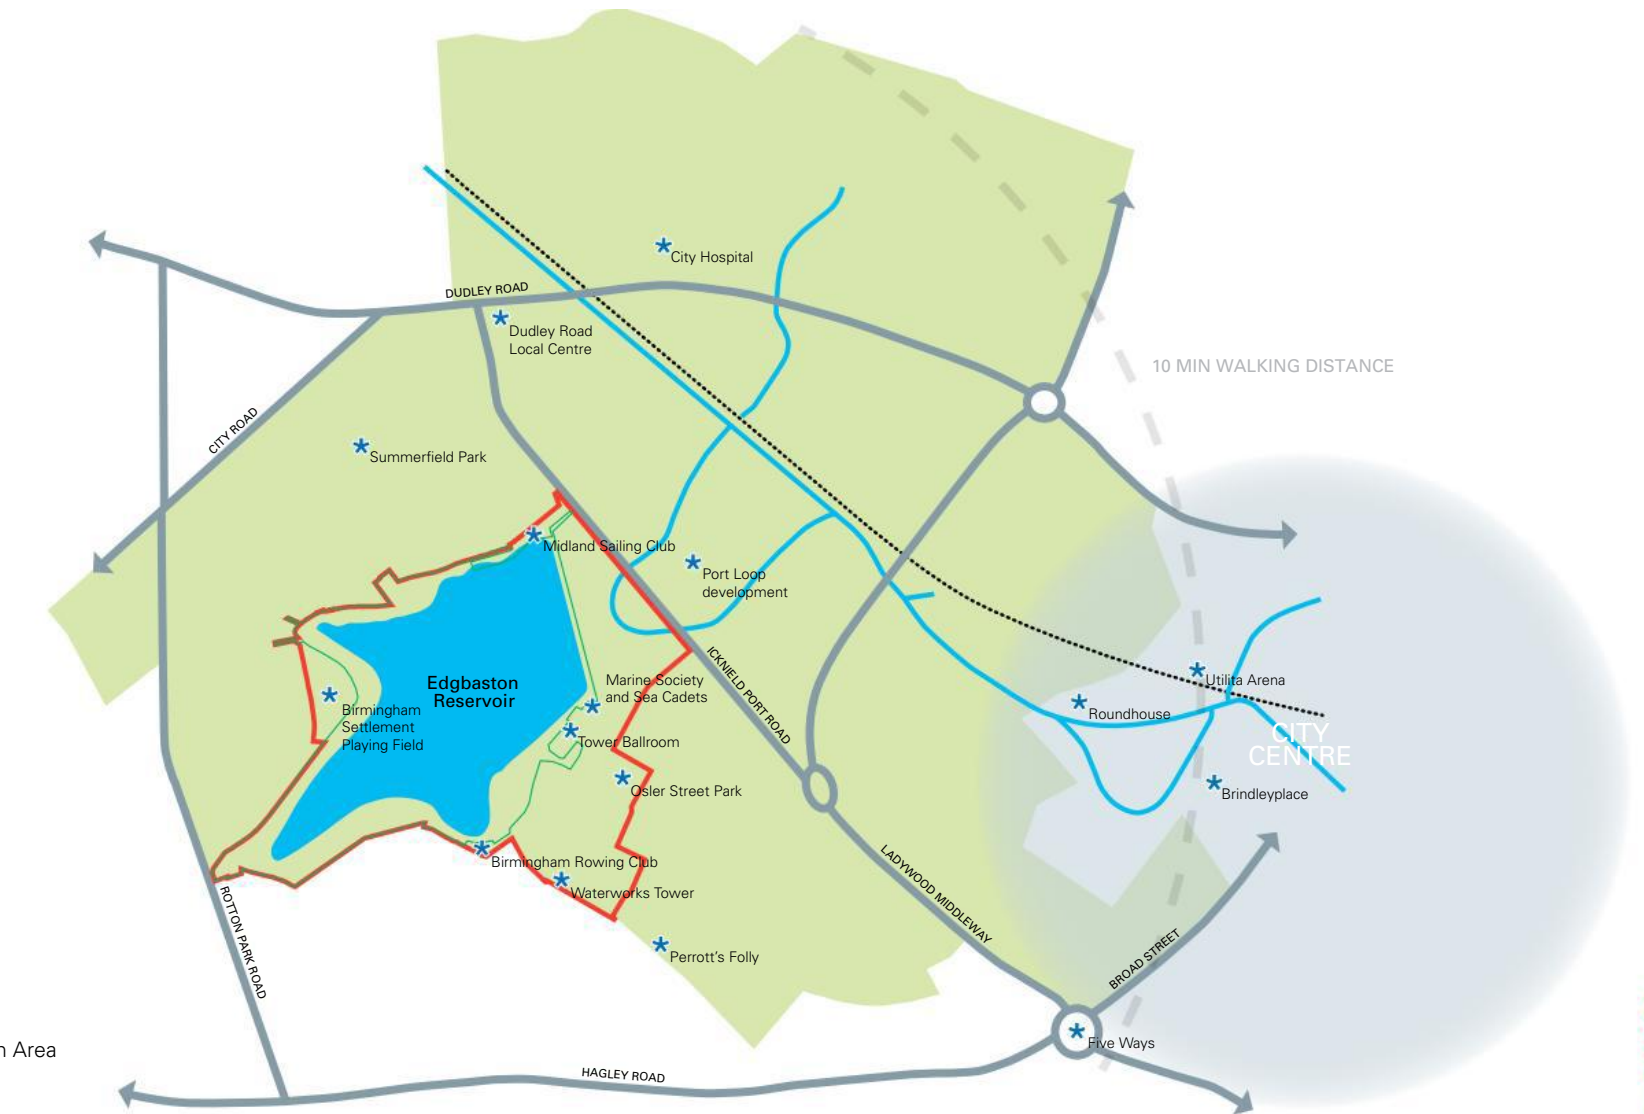 City Hospital
DUDLEY ROAD
Dudley Road
Local Centre
10 MIN WALKING DISTANCE
CITY ROAD
Summerfield Park
Midland Sailing Club
Port Loop
development
ICKNIELD PORT ROAD
Marine Society
and Sea Cadets
Edgbaston
Reservoir
Utilita Arena
Birmingham
Settlement
Playing Field
Roundhouse
CITY
CENTRE
Tower Ballroom
Osler Street Park
Brindleyplace
Birmingham Rowing Club
Waterworks Tower
LADYWOOD MIDDLEWAY
ROTTON PARK ROAD
BROAD STREET
Perrott's Folly
n Area
Five Ways
HAGLEY ROAD